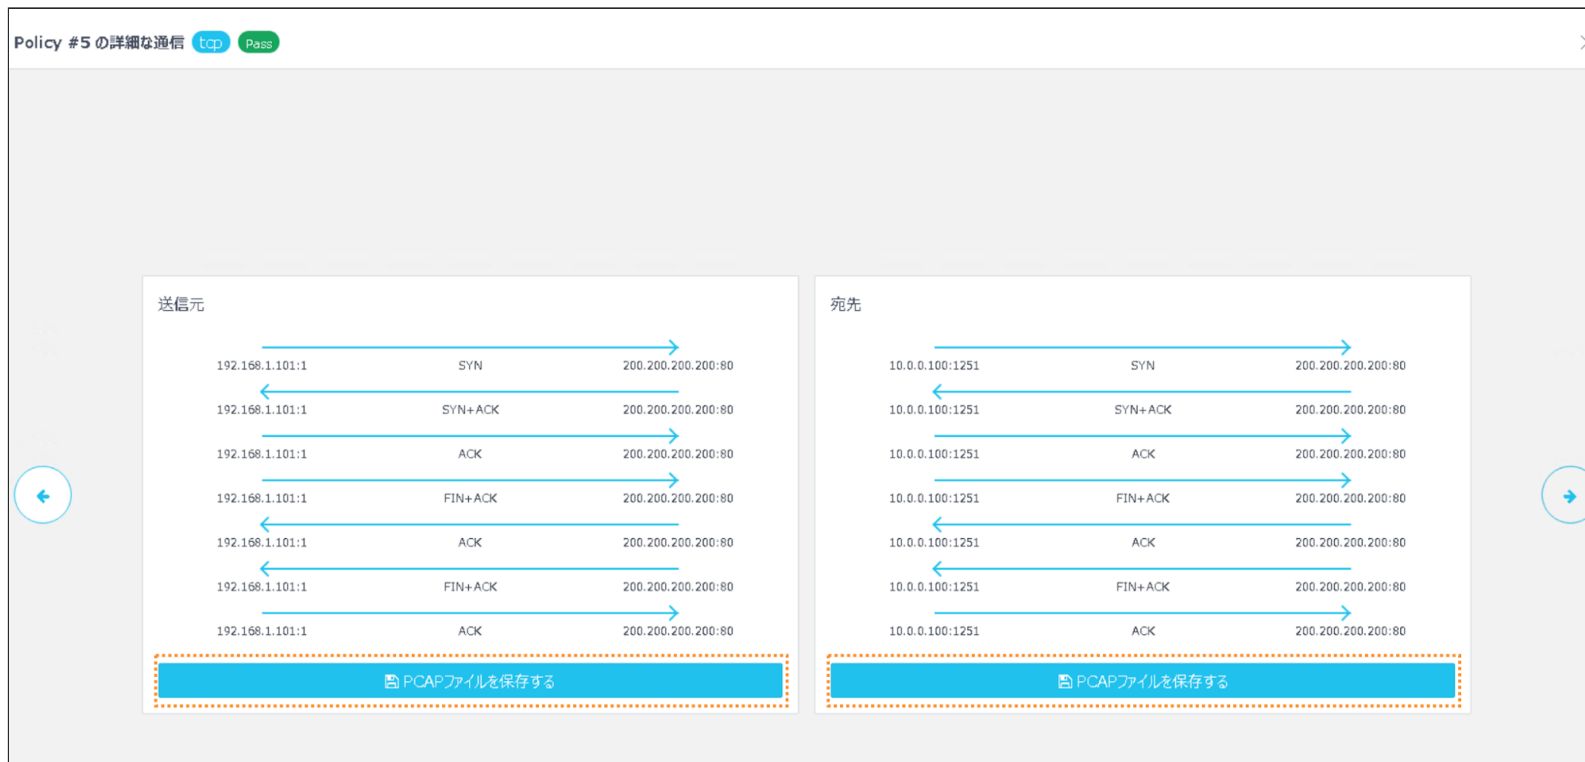 Policy #5 の詳細な通信 tcp Pass
送信元
192.168.1.101:1 SYN 200.200.200.200:80
192.168.1.101:1 SYN+ACK 200.200.200.200:80
192.168.1.101:1 ACK 200.200.200.200:80
192.168.1.101:1 FIN+ACK 200.200.200.200:80
192.168.1.101:1 ACK 200.200.200.200:80
192.168.1.101:1 FIN+ACK 200.200.200.200:80
192.168.1.101:1 ACK 200.200.200.200:80
PCAPファイルを保存する
宛先
10.0.0.100:1251 SYN 200.200.200.200:80
10.0.0.100:1251 SYN+ACK 200.200.200.200:80
10.0.0.100:1251 ACK 200.200.200.200:80
10.0.0.100:1251 FIN+ACK 200.200.200.200:80
10.0.0.100:1251 ACK 200.200.200.200:80
10.0.0.100:1251 FIN+ACK 200.200.200.200:80
10.0.0.100:1251 ACK 200.200.200.200:80
PCAPファイルを保存する